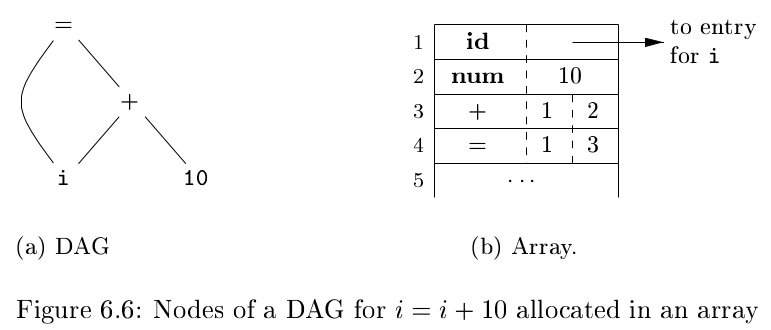 =
+
i 10
(a) DAG
1 id to entry for i
2 num 10
3 + 1 2
4 = 1 3
5 ...
(b) Array.
Figure 6.6: Nodes of a DAG for i = i + 10 allocated in an array